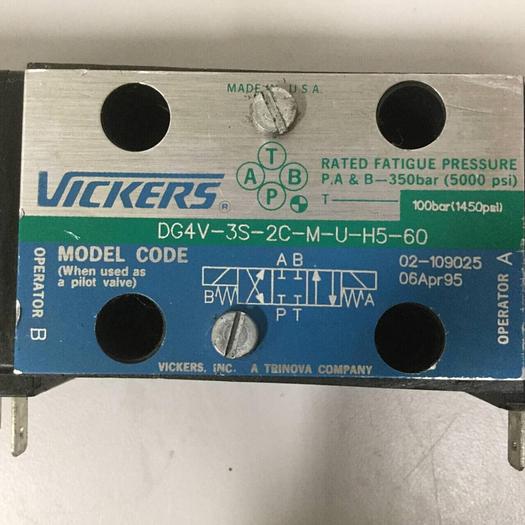 MADE IN U.S.A.
T
A B
P
VICKERS®
RATED FATIGUE PRESSURE
P.A & B-350bar (5000 psi)
T 100bar(1450psi)
DG4V-3S-2C-M-U-H5-60
OPERATOR B
MODEL CODE
(When used as
a pilot valve)
A B
B A
P T
02-109025
06Apr95
OPERATOR A
VICKERS, INC. A TRINOVA COMPANY